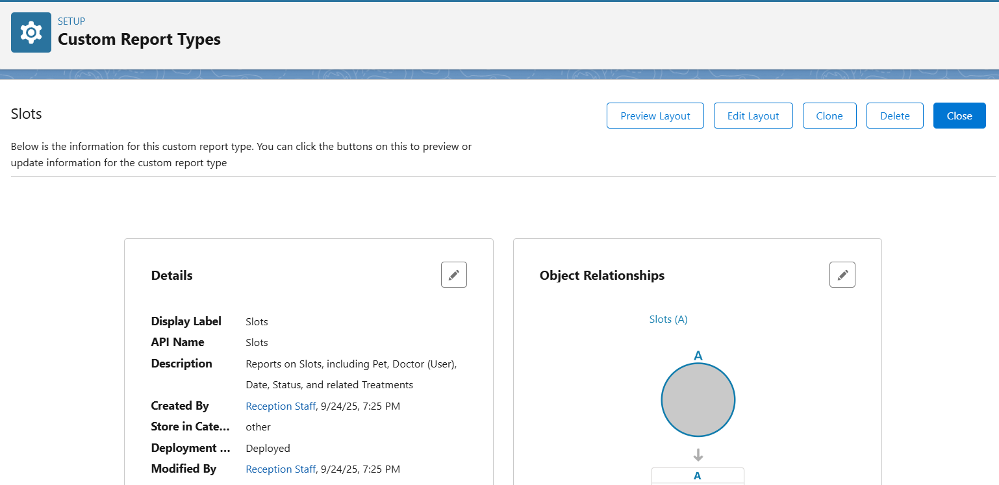 SETUP
Custom Report Types
Slots
Preview Layout
Edit Layout
Clone
Delete
Close
Below is the information for this custom report type. You can click the buttons on this to preview or
update information for the custom report type
Details
Display Label Slots
API Name Slots
Description Reports on Slots, including Pet, Doctor (User),
Date, Status, and related Treatments
Created By Reception Staff, 9/24/25, 7:25 PM
Store in Cate... other
Deployment ... Deployed
Modified By Reception Staff, 9/24/25, 7:25 PM
Object Relationships
Slots (A)
A
A